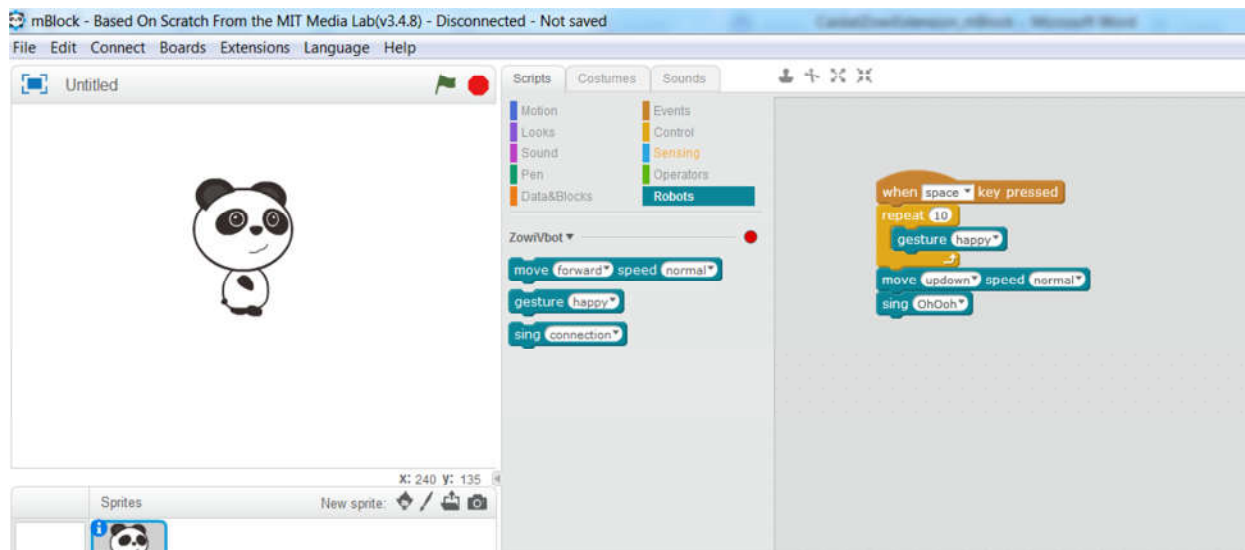 mBlock - Based On Scratch From the MIT Media Lab(v3.4.8) - Disconnected - Not saved
File Edit Connect Boards Extensions Language Help
Untitled
Scripts Costumes Sounds
Motion Events
Looks Control
Sound Sensing
Pen Operators
Data&Blocks Robots
ZowiVbot
move forward speed normal
gesture happy
sing connection
when space key pressed
repeat 10
gesture happy
move updown speed normal
sing OhOoh
X: 240 Y: 135
Sprites New sprite: